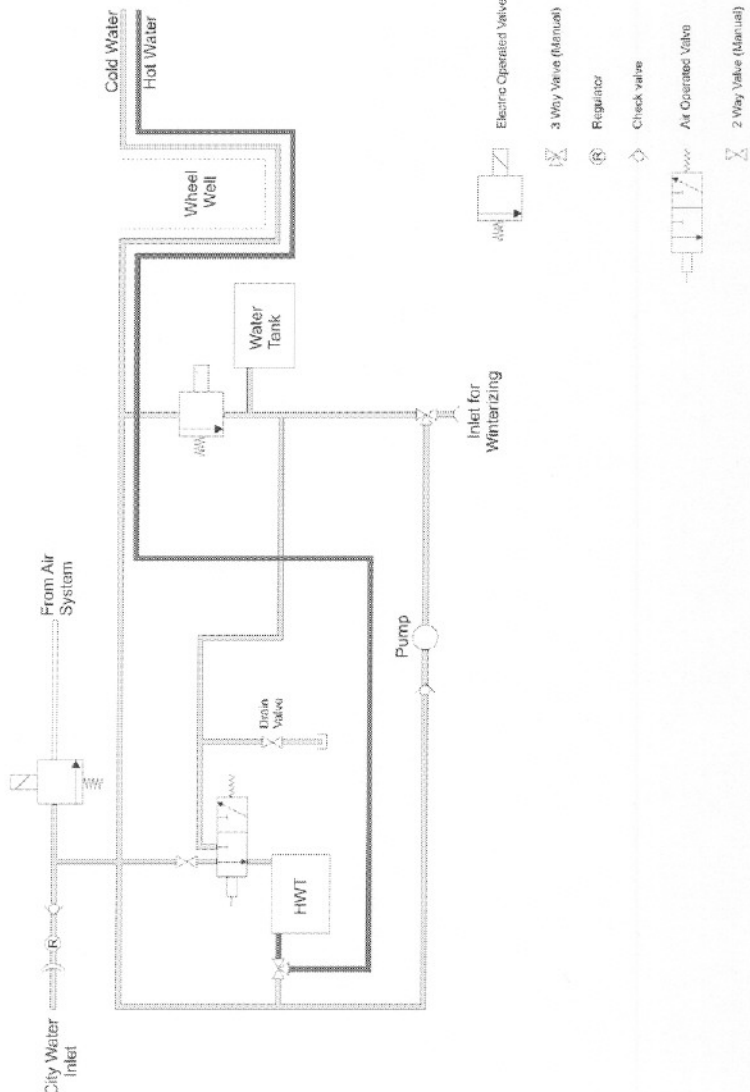 City Water
Inlet
R
From Air
System
Cold Water
Hot Water
Wheel
Well
Water
Tank
Drain
Valve
HWT
Pump
Inlet for
Winterizing
Electric Operated Valve
3 Way Valve (Manual)
R
Regulator
Check valve
Air Operated Valve
2 Way Valve (Manual)